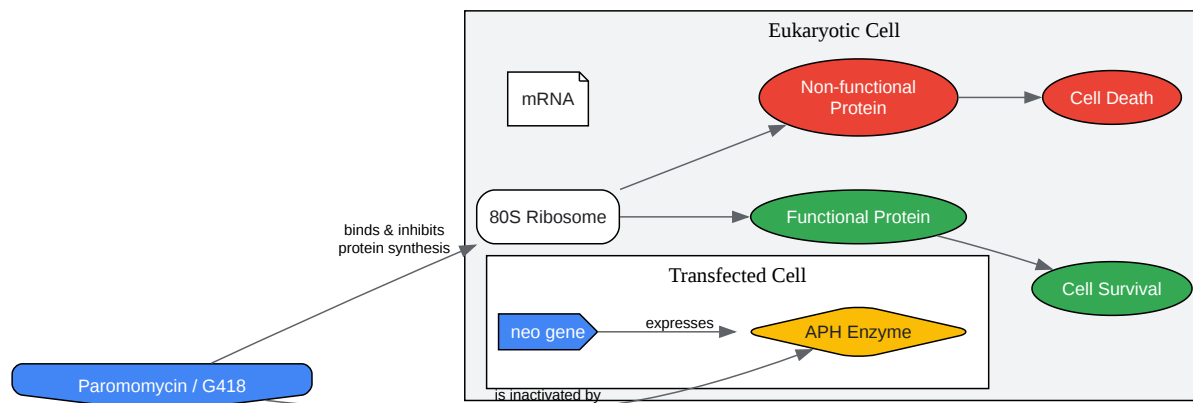 Eukaryotic Cell
mRNA
Non-functional
Protein
Cell Death
80S Ribosome
Functional Protein
binds & inhibits
protein synthesis
Transfected Cell
Cell Survival
neo gene
expresses
APH Enzyme
Paromomycin / G418
is inactivated by